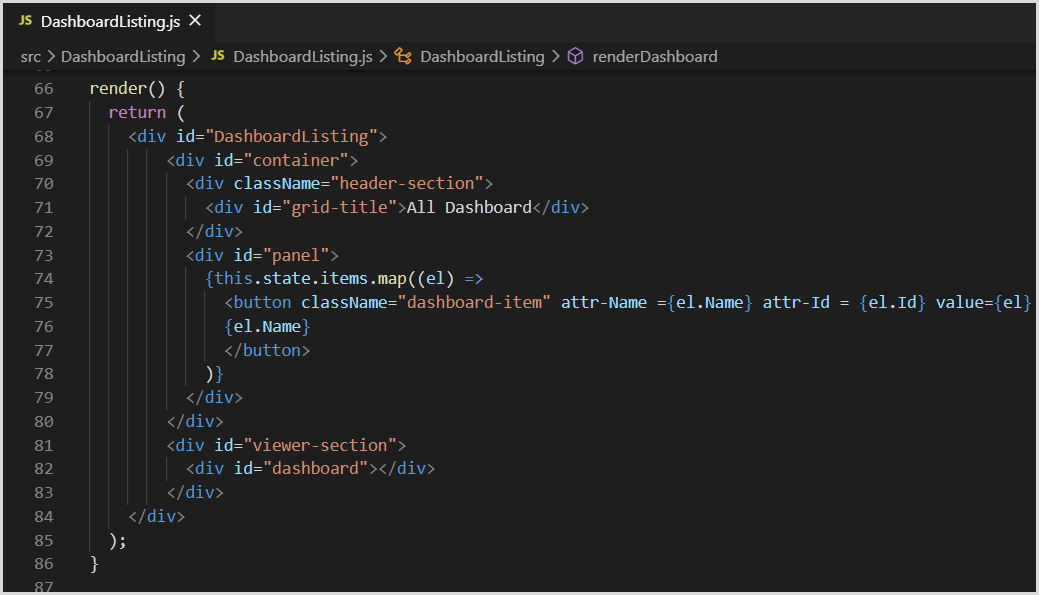 JS DashboardListing.js ×
src > DashboardListing > JS DashboardListing.js > DashboardListing > renderDashboard
66 render() {
67 return (
68 <div id="DashboardListing">
69 <div id="container">
70 <div className="header-section">
71 <div id="grid-title">All Dashboard</div>
72 </div>
73 <div id="panel">
74 {this.state.items.map((el) =>
75 <button className="dashboard-item" attr-Name ={el.Name} attr-Id = {el.Id} value={el}
76 {el.Name}
77 </button>
78 )}
79 </div>
80 </div>
81 <div id="viewer-section">
82 <div id="dashboard"></div>
83 </div>
84 </div>
85 );
86 }
87